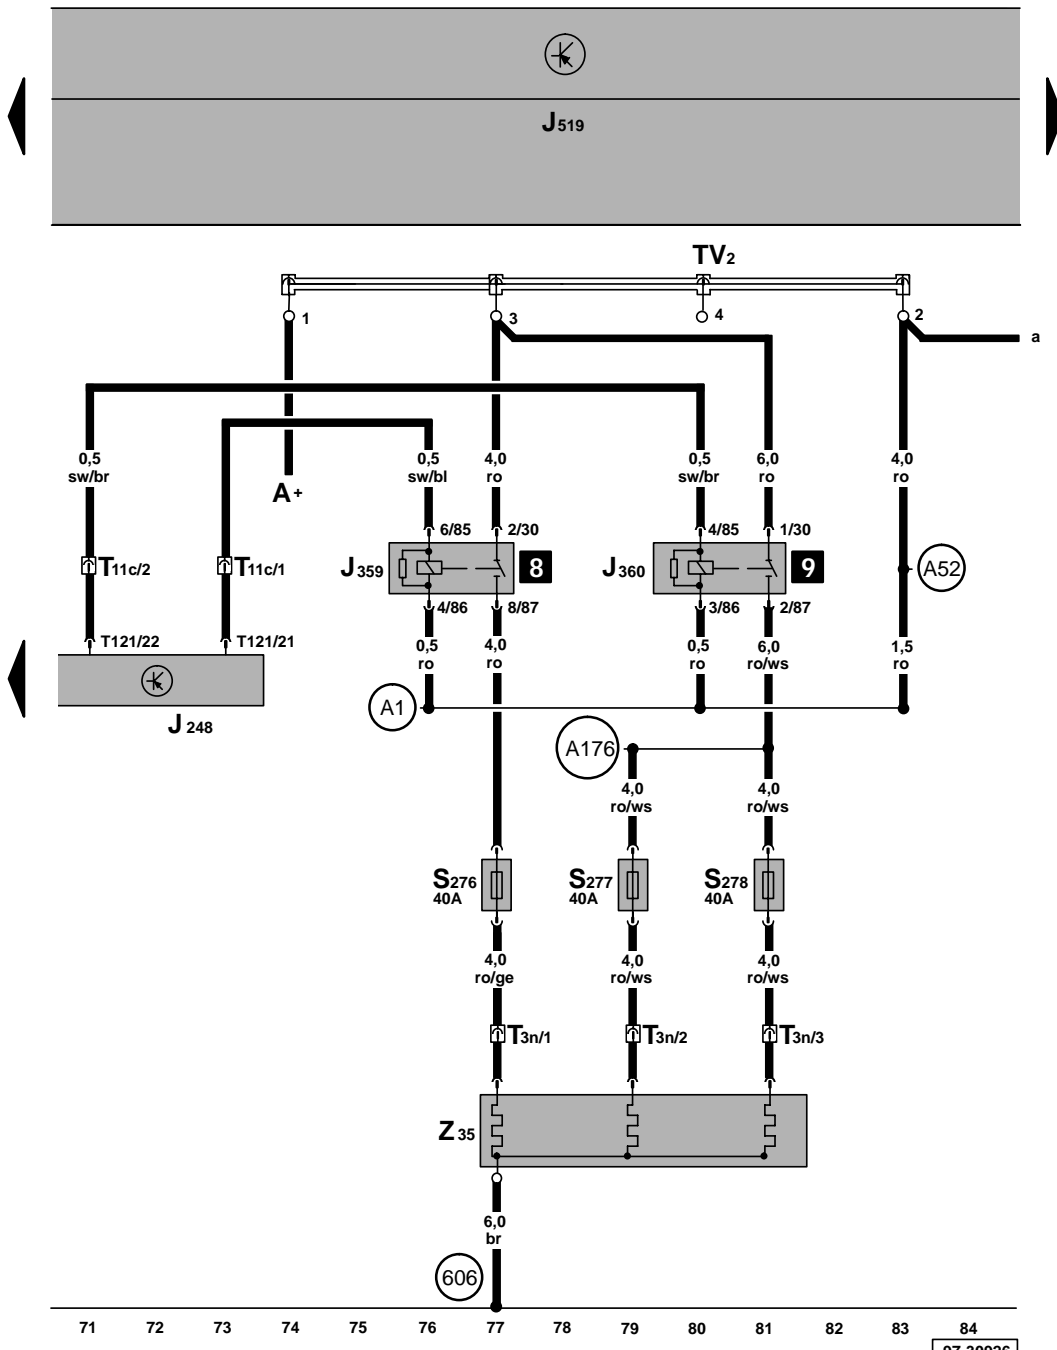 J519
TV2
1
3
4
2
a
0,5
sw/br
A+
0,5
sw/bl
4,0
ro
0,5
sw/br
6,0
ro
4,0
ro
6/85
2/30
4/85
1/30
T11c/2
T11c/1
J359
8
J360
9
A52
4/86
8/87
3/86
2/87
T121/22
T121/21
0,5
ro
4,0
ro
0,5
ro
6,0
ro/ws
1,5
ro
J248
A1
A176
4,0
ro/ws
4,0
ro/ws
S276
40A
S277
40A
S278
40A
4,0
ro/ge
4,0
ro/ws
4,0
ro/ws
T3n/1
T3n/2
T3n/3
Z35
6,0
br
606
71 72 73 74 75 76 77 78 79 80 81 82 83 84